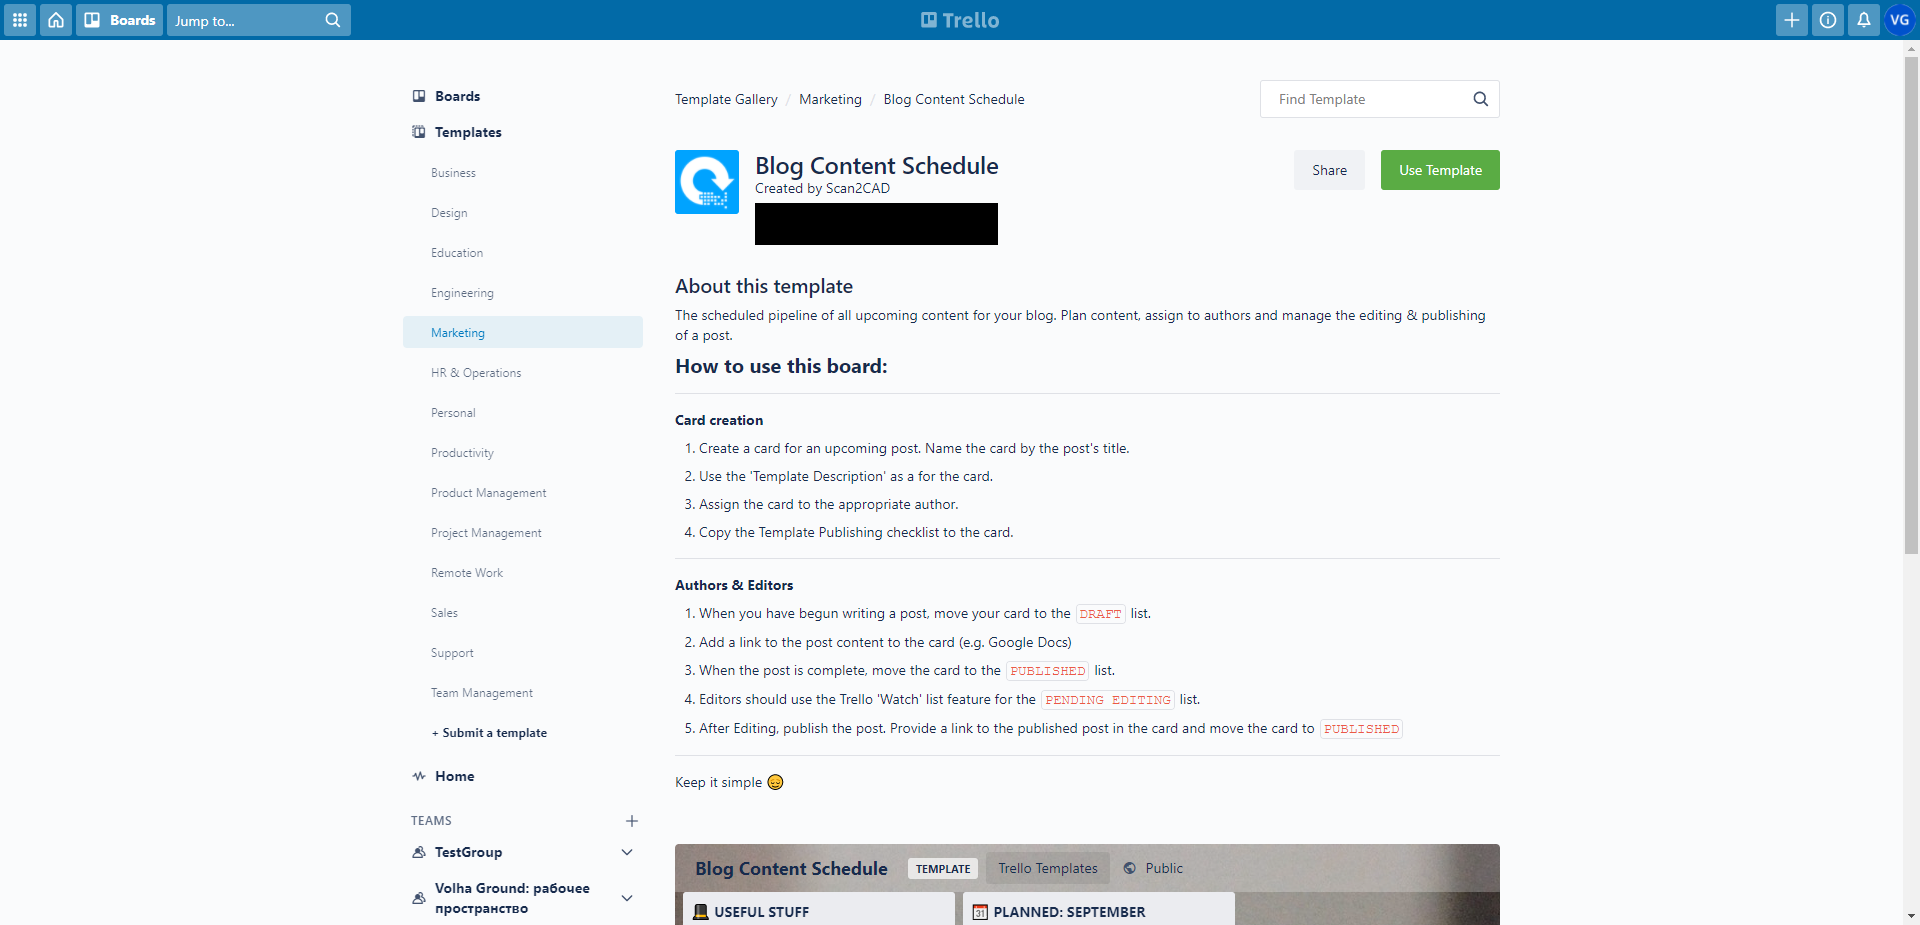 Boards
Jump to...
Trello
VG
Boards
Templates
Business
Design
Education
Engineering
Marketing
HR & Operations
Personal
Productivity
Product Management
Project Management
Remote Work
Sales
Support
Team Management
+ Submit a template
Home
TEAMS
TestGroup
Volha Ground: рабочее
пространство
Template Gallery / Marketing / Blog Content Schedule
Find Template
Blog Content Schedule
Created by Scan2CAD
Share
Use Template
About this template
The scheduled pipeline of all upcoming content for your blog. Plan content, assign to authors and manage the editing & publishing
of a post.
How to use this board:
Card creation
1. Create a card for an upcoming post. Name the card by the post's title.
2. Use the 'Template Description' as a for the card.
3. Assign the card to the appropriate author.
4. Copy the Template Publishing checklist to the card.
Authors & Editors
1. When you have begun writing a post, move your card to the DRAFT list.
2. Add a link to the post content to the card (e.g. Google Docs)
3. When the post is complete, move the card to the PUBLISHED list.
4. Editors should use the Trello 'Watch' list feature for the PENDING EDITING list.
5. After Editing, publish the post. Provide a link to the published post in the card and move the card to PUBLISHED
Keep it simple 😌
Blog Content Schedule TEMPLATE Trello Templates Public
USEFUL STUFF
31 PLANNED: SEPTEMBER